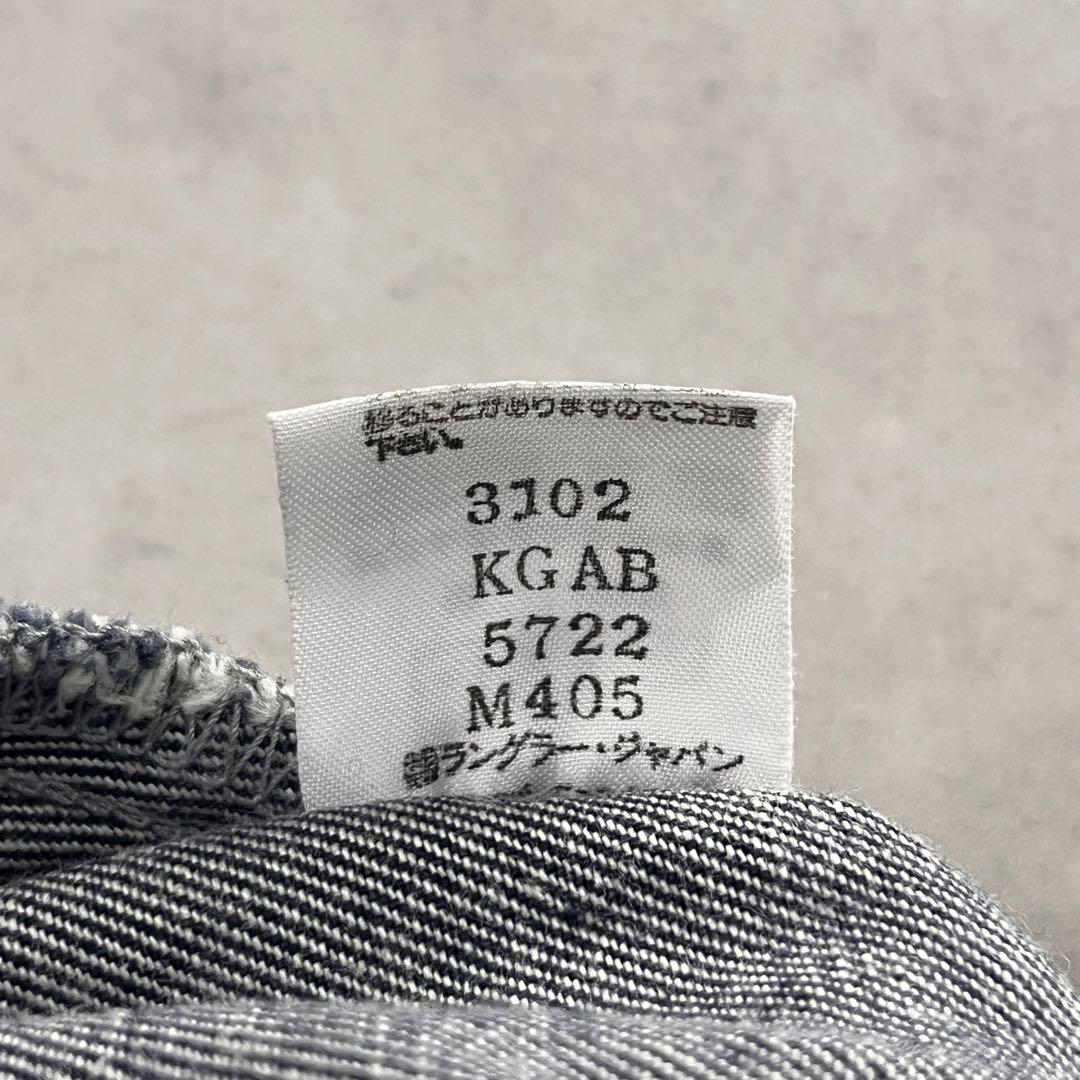 移ることがありますのでご注意
下さい。
3102
KGAB
5722
M405
ラングラー・ジャパン